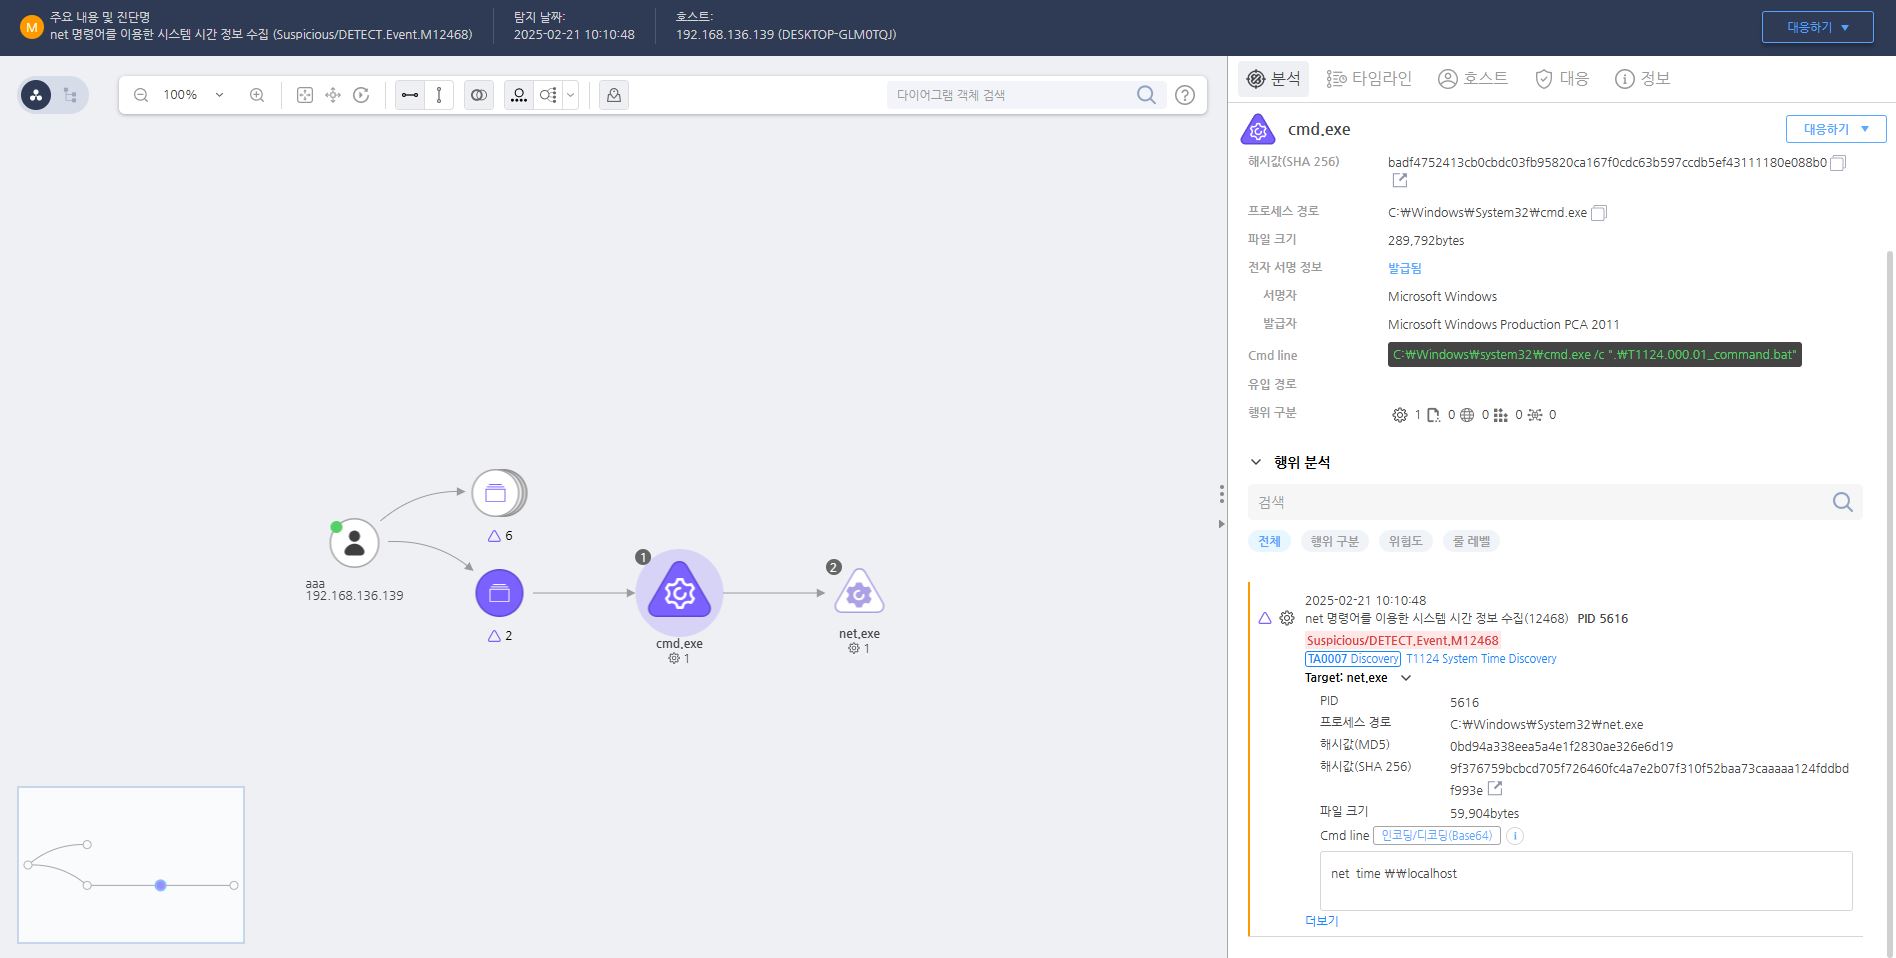 M
주요 내용 및 진단명
net 명령어를 이용한 시스템 시간 정보 수집 (Suspicious/DETECT.Event.M12468)
탐지 날짜:
2025-02-21 10:10:48
호스트:
192.168.136.139 (DESKTOP-GLM0TQJ)
대응하기
100%
다이어그램 객체 검색
aaa
192.168.136.139
6
2
1
cmd.exe
1
2
net.exe
1
분석
타임라인
호스트
대응
정보
cmd.exe
대응하기
해시값(SHA 256) badf4752413cb0cbdc03fb95820ca167f0cdc63b597ccdb5ef43111180e088b0
프로세스 경로 C:₩Windows₩System32₩cmd.exe
파일 크기 289,792bytes
전자 서명 정보 발급됨
서명자 Microsoft Windows
발급자 Microsoft Windows Production PCA 2011
Cmd line C:₩Windows₩system32₩cmd.exe /c ".₩T1124.000.01_command.bat"
유입 경로
행위 구분 1 0 0 0 0
행위 분석
검색
전체 행위 구분 위험도 룰 레벨
2025-02-21 10:10:48
net 명령어를 이용한 시스템 시간 정보 수집(12468) PID 5616
Suspicious/DETECT.Event.M12468
TA0007 Discovery T1124 System Time Discovery
Target: net.exe
PID 5616
프로세스 경로 C:₩Windows₩System32₩net.exe
해시값(MD5) 0bd94a338eea5a4e1f2830ae326e6d19
해시값(SHA 256) 9f376759bcbcd705f726460fc4a7e2b07f310f52baa73caaaaa124fddbd
f993e
파일 크기 59,904bytes
Cmd line 인코딩/디코딩(Base64) i
net  time ₩₩localhost
더보기